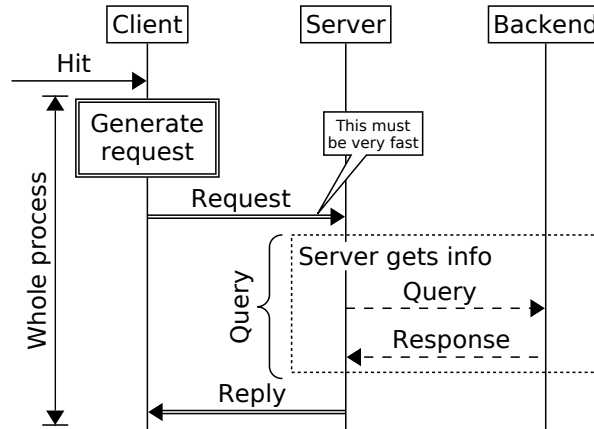 Client
Server
Backend
Hit
Generate
request
This must
be very fast
Request
Whole process
Server gets info
Query
Query
Response
Reply